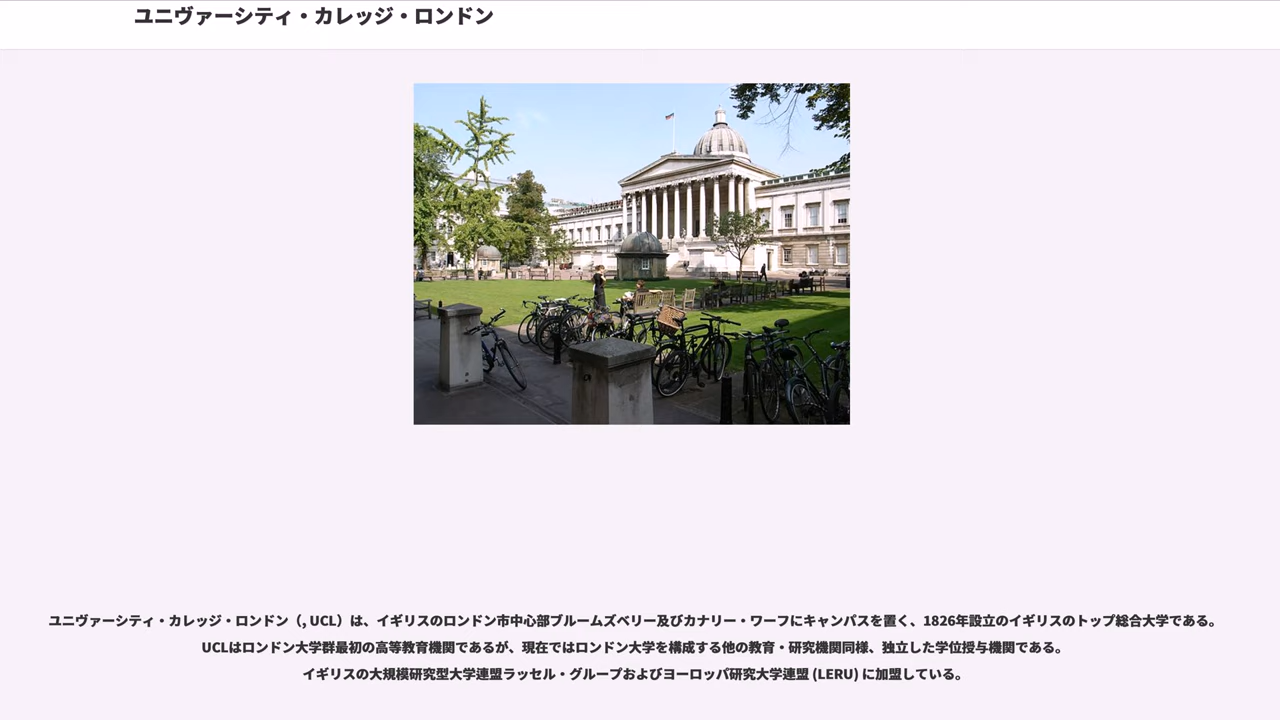 ユニヴァーシティ・カレッジ・ロンドン
ユニヴァーシティ・カレッジ・ロンドン（, UCL）は、イギリスのロンドン市中心部ブルームズベリー及びカナリー・ワーフにキャンパスを置く、1826年設立のイギリスのトップ総合大学である。
UCLはロンドン大学群最初の高等教育機関であるが、現在ではロンドン大学を構成する他の教育・研究機関同様、独立した学位授与機関である。
イギリスの大規模研究型大学連盟ラッセル・グループおよびヨーロッパ研究大学連盟 (LERU) に加盟している。